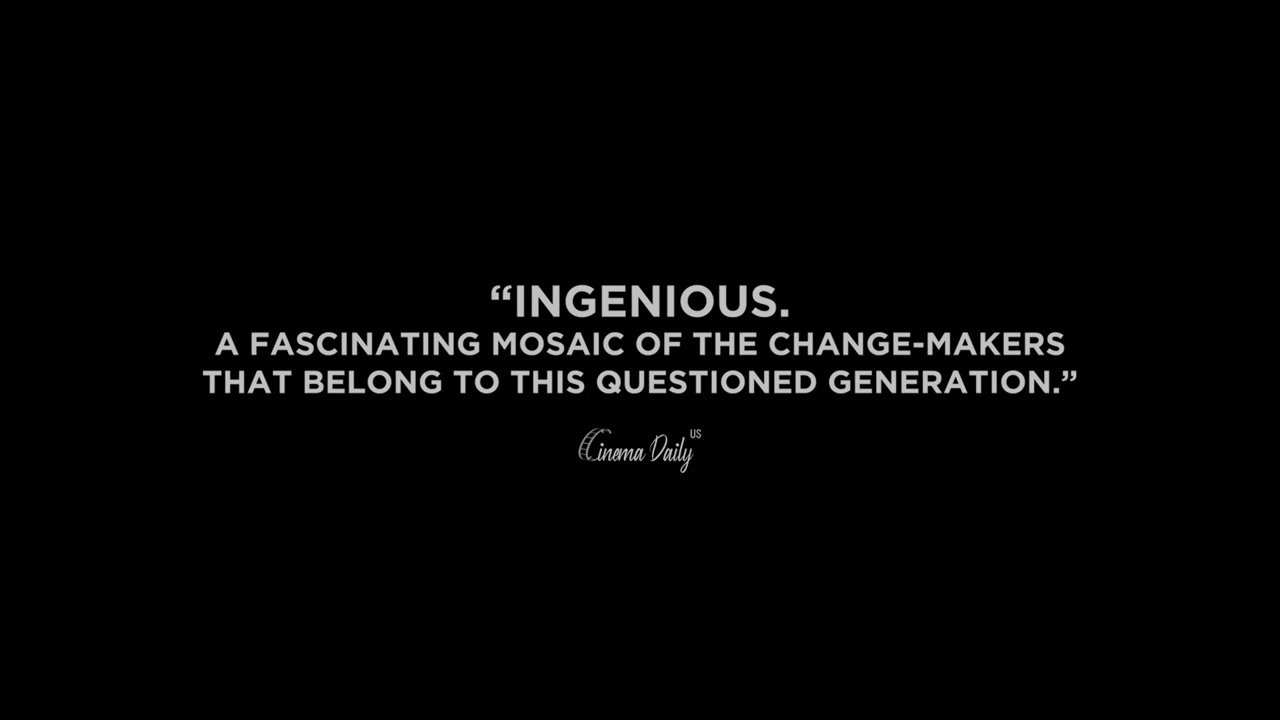 “INGENIOUS.
A FASCINATING MOSAIC OF THE CHANGE-MAKERS
THAT BELONG TO THIS QUESTIONED GENERATION.”
Cinema Daily US